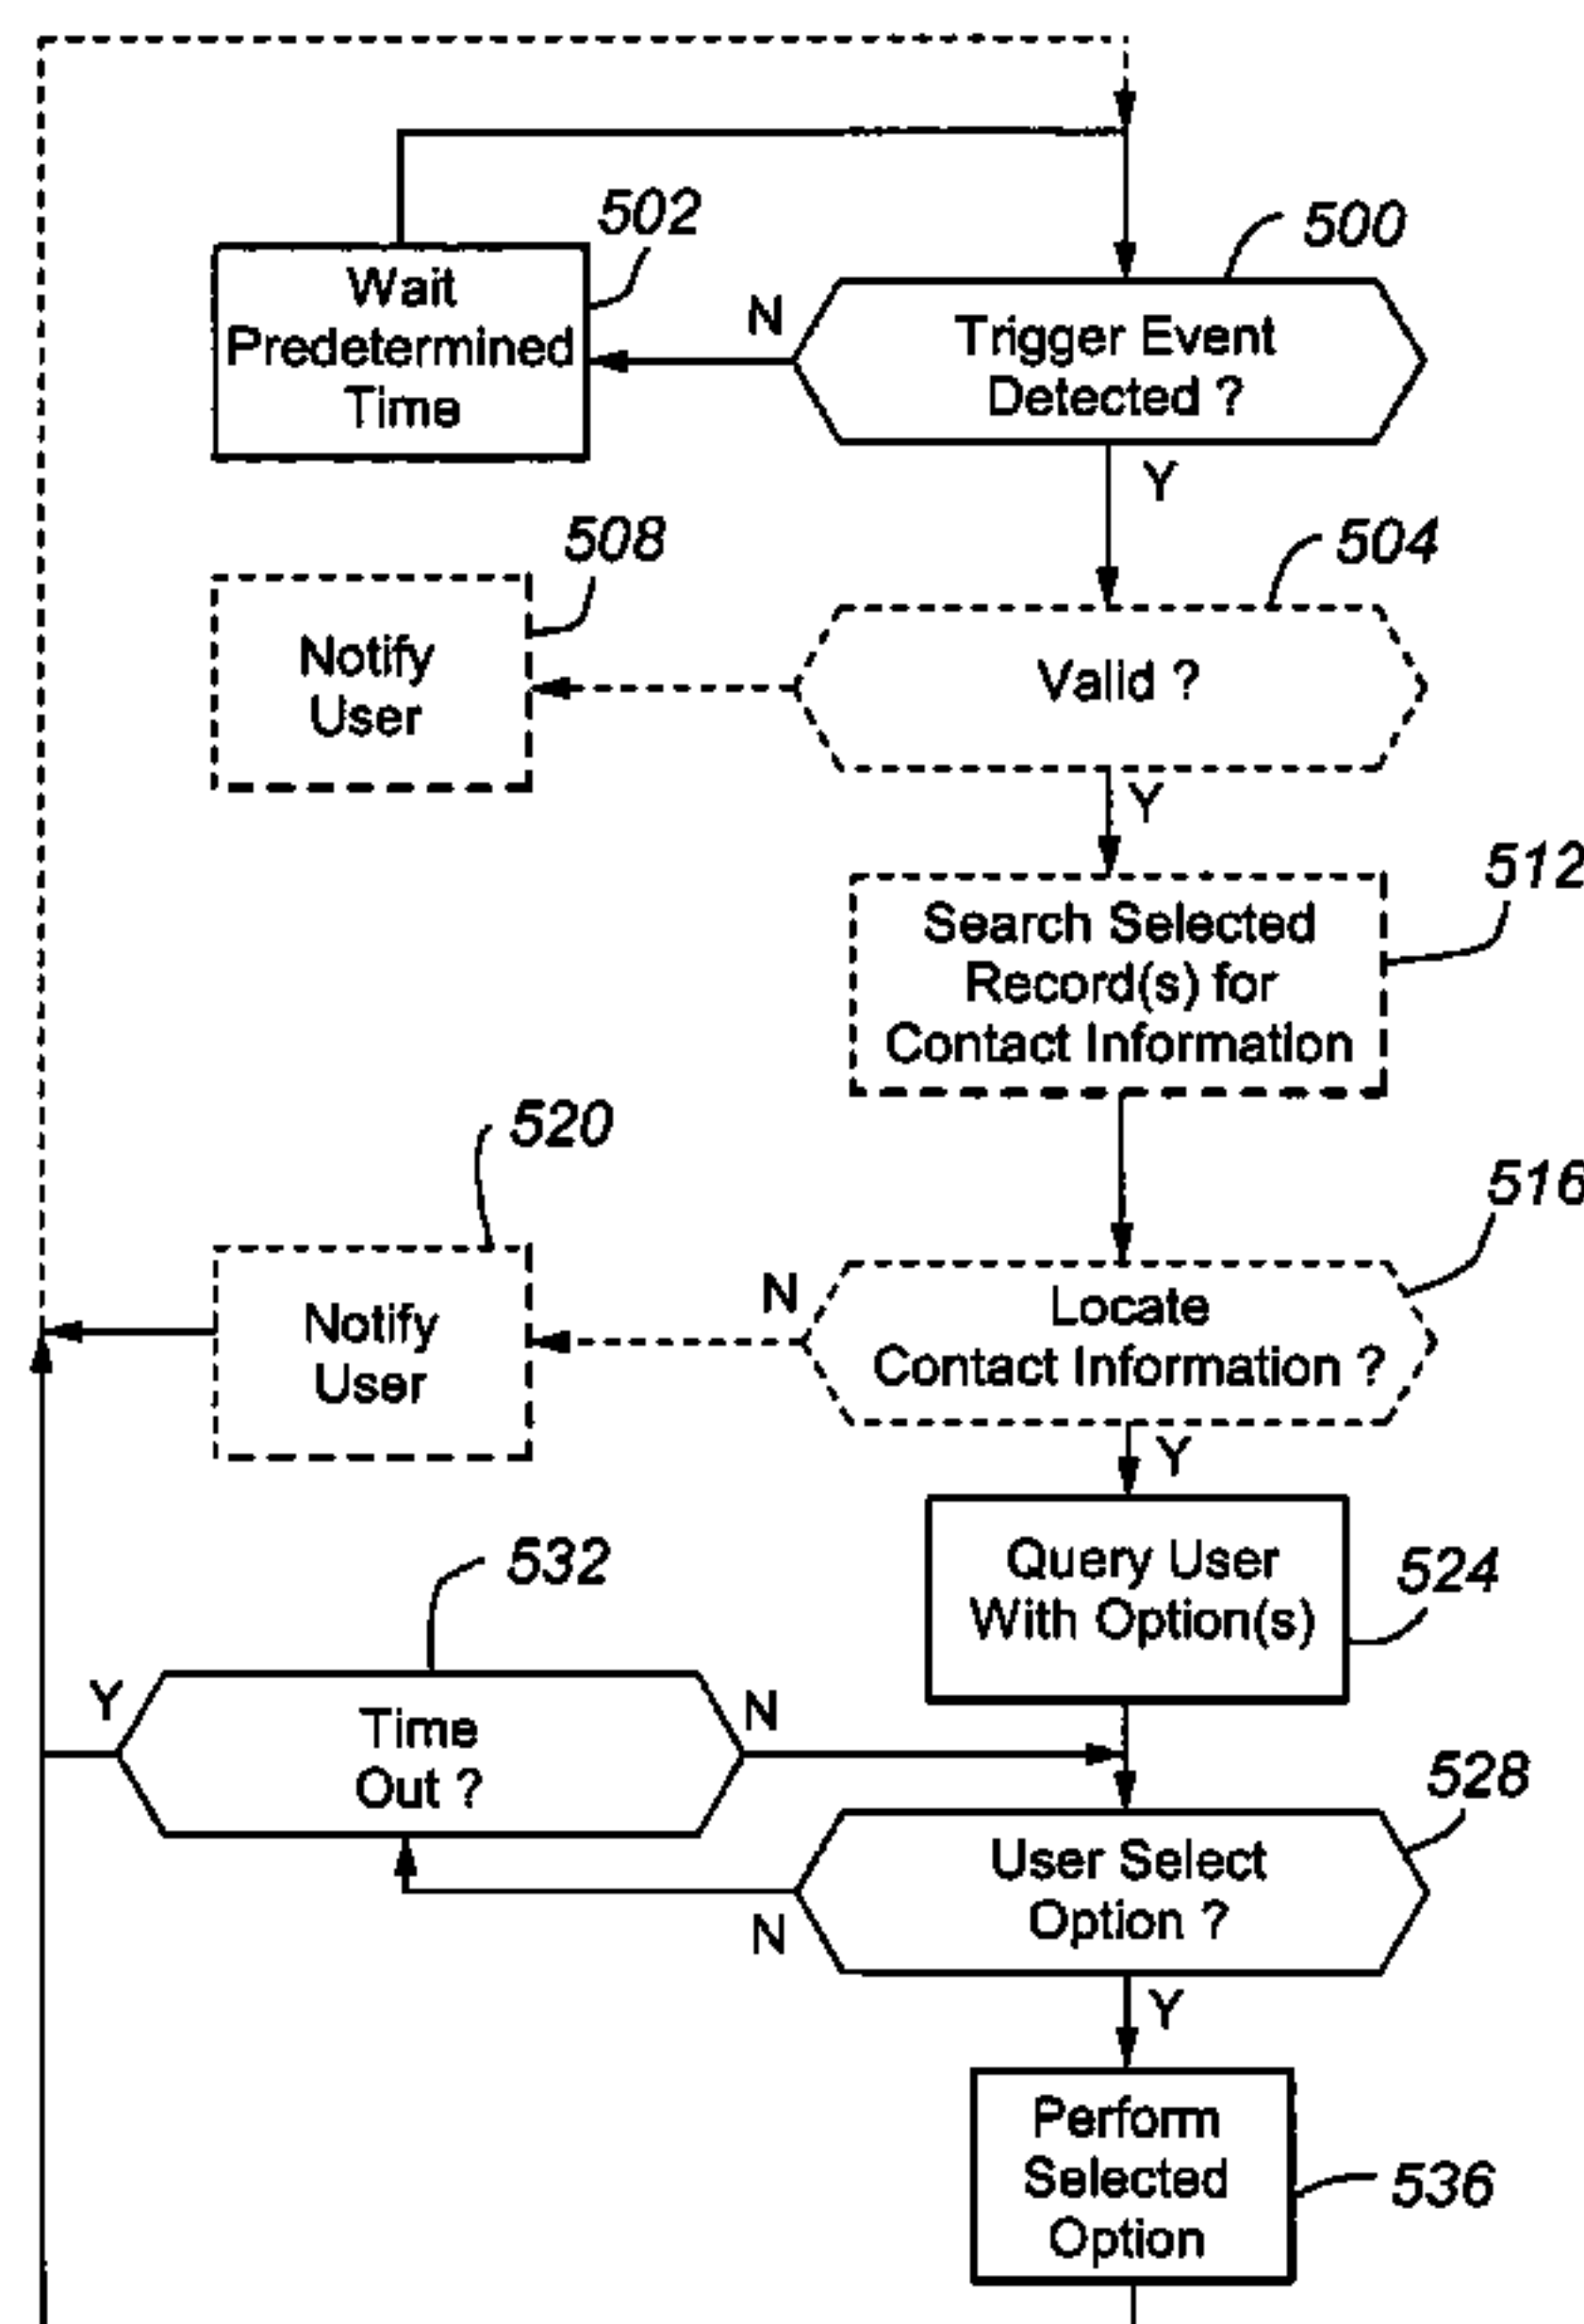 502
500
Wait
Predetermined
Time
N
Trigger Event
Detected ?
Y
508
504
Notify
User
Valid ?
Y
512
Search Selected
Record(s) for
Contact Information
520
516
Notify
User
N
Locate
Contact Information ?
Y
532
Query User
With Option(s)
524
Y
Time
Out ?
N
528
User Select
Option ?
N
Y
Perform
Selected
Option
536